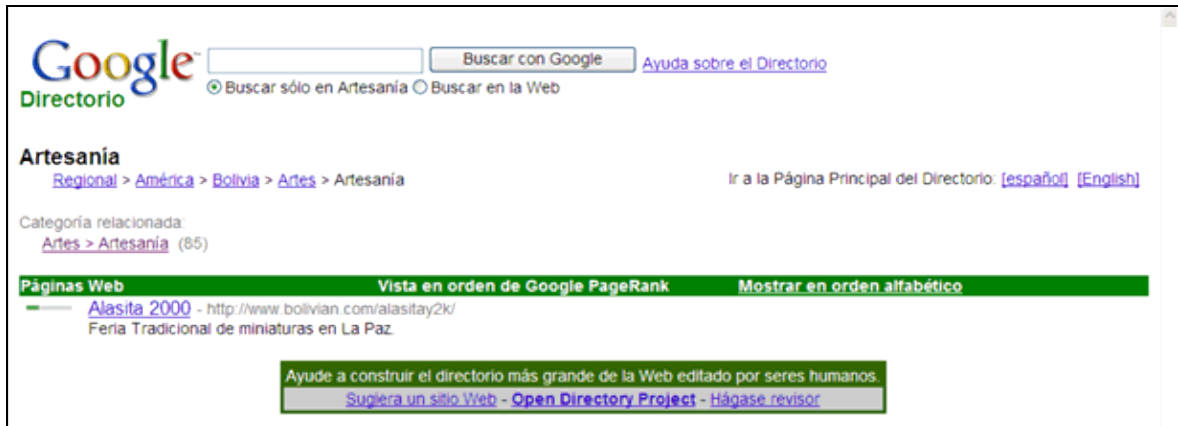 Google™ Buscar con Google Ayuda sobre el Directorio
Directorio Buscar sólo en Artesanía Buscar en la Web
Artesanía
Regional > América > Bolivia > Artes > Artesanía Ir a la Página Principal del Directorio: [español] [English]
Categoría relacionada:
Artes > Artesanía (85)
Páginas Web Vista en orden de Google PageRank Mostrar en orden alfabético
Alasita 2000 - http://www.bolivian.com/alasitay2k/
Feria Tradicional de miniaturas en La Paz.
Ayude a construir el directorio más grande de la Web editado por seres humanos.
Sugiera un sitio Web - Open Directory Project - Hágase revisor